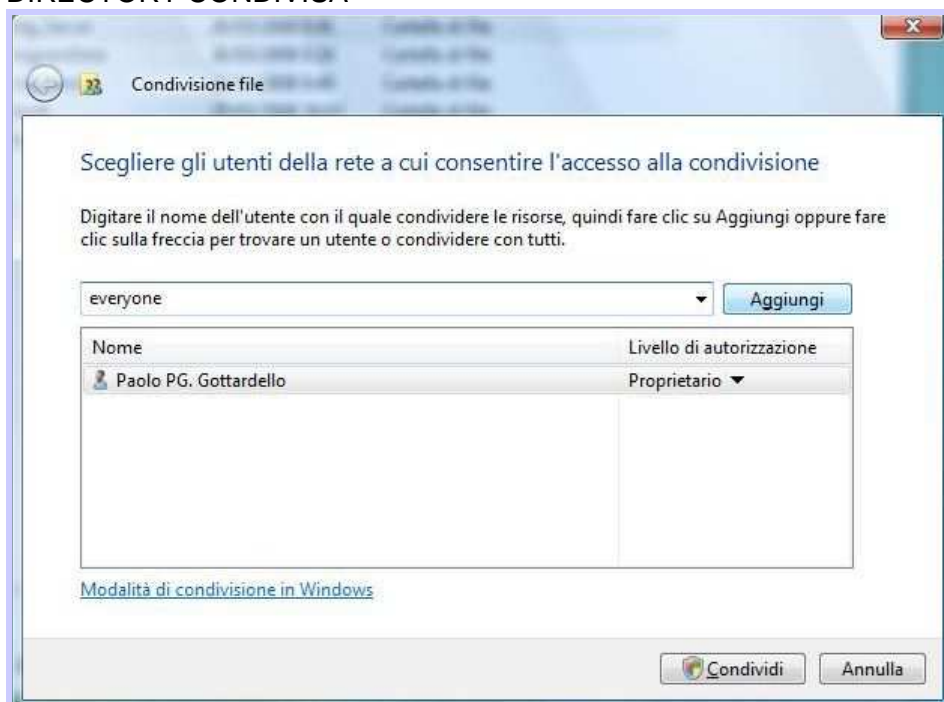 DIRECTORY CONDIVISA
Condivisione file
Scegliere gli utenti della rete a cui consentire l'accesso alla condivisione
Digitare il nome dell'utente con il quale condividere le risorse, quindi fare clic su Aggiungi oppure fare
clic sulla freccia per trovare un utente o condividere con tutti.
everyone
Aggiungi
Nome Livello di autorizzazione
Paolo PG. Gottardello Proprietario
Modalità di condivisione in Windows
Condividi Annulla